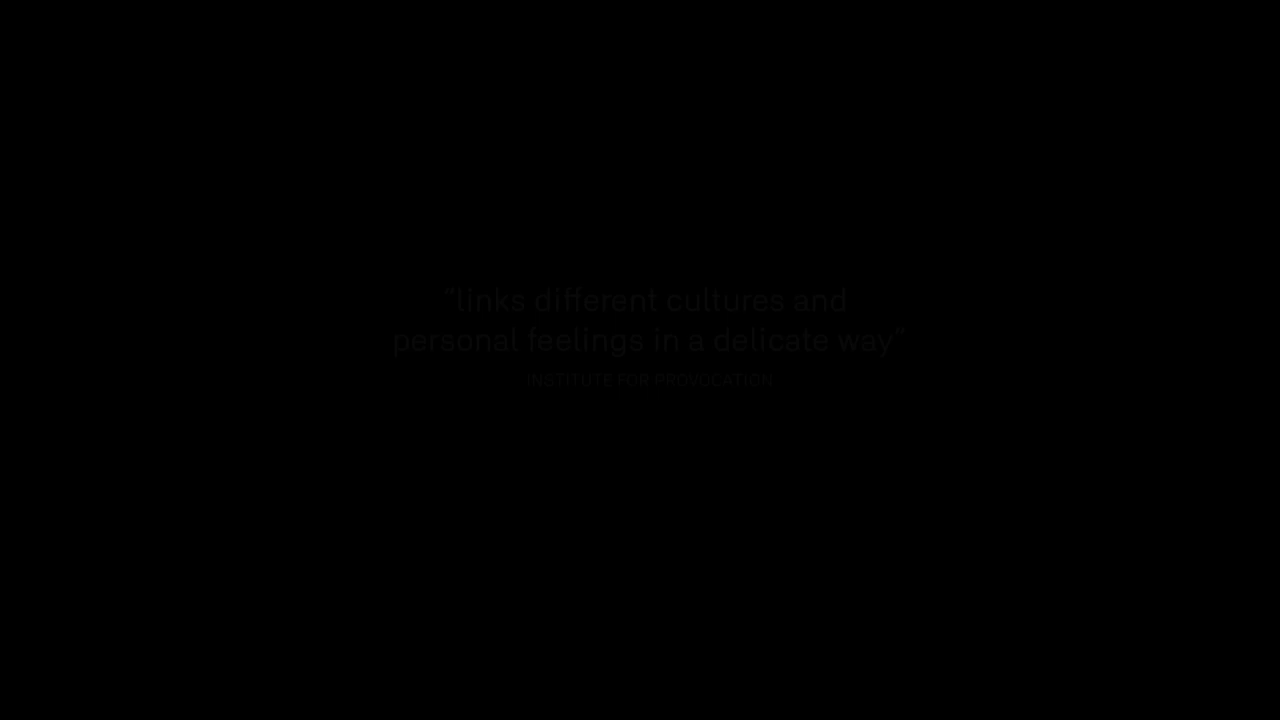 "links different cultures and
personal feelings in a delicate way"
INSTITUTE FOR PROVOCATION